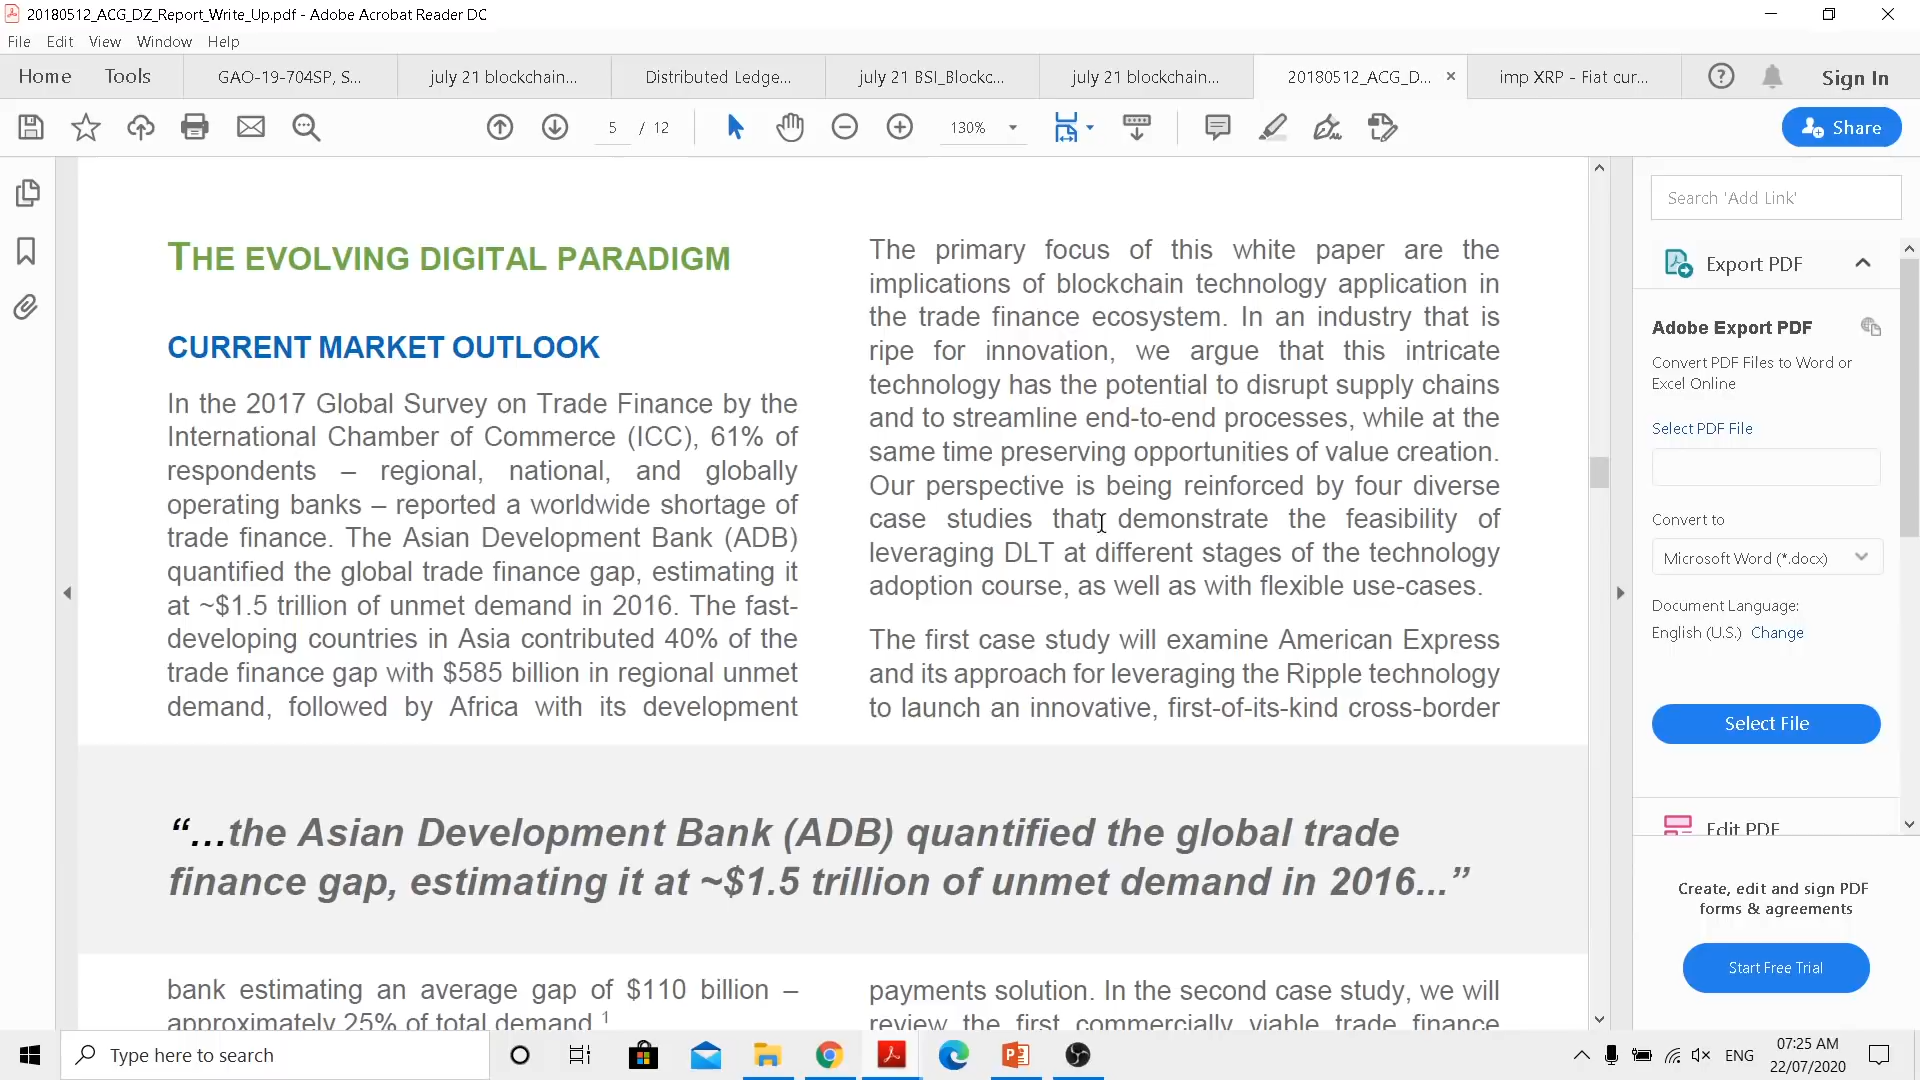 20180512_ACG_DZ_Report_Write_Up.pdf - Adobe Acrobat Reader DC
File Edit View Window Help
Home Tools GAO-19-704SP, S... july 21 blockchain... Distributed Ledge... july 21 BSI_Blockc... july 21 blockchain... 20180512_ACG_D... × imp XRP - Fiat cur... Sign In
5 / 12 130% Share
THE EVOLVING DIGITAL PARADIGM
CURRENT MARKET OUTLOOK
In the 2017 Global Survey on Trade Finance by the
International Chamber of Commerce (ICC), 61% of
respondents – regional, national, and globally
operating banks – reported a worldwide shortage of
trade finance. The Asian Development Bank (ADB)
quantified the global trade finance gap, estimating it
at ~$1.5 trillion of unmet demand in 2016. The fast-
developing countries in Asia contributed 40% of the
trade finance gap with $585 billion in regional unmet
demand, followed by Africa with its development
The primary focus of this white paper are the
implications of blockchain technology application in
the trade finance ecosystem. In an industry that is
ripe for innovation, we argue that this intricate
technology has the potential to disrupt supply chains
and to streamline end-to-end processes, while at the
same time preserving opportunities of value creation.
Our perspective is being reinforced by four diverse
case studies that demonstrate the feasibility of
leveraging DLT at different stages of the technology
adoption course, as well as with flexible use-cases.
The first case study will examine American Express
and its approach for leveraging the Ripple technology
to launch an innovative, first-of-its-kind cross-border
“...the Asian Development Bank (ADB) quantified the global trade
finance gap, estimating it at ~$1.5 trillion of unmet demand in 2016...”
bank estimating an average gap of $110 billion –
approximately 25% of total demand.1
payments solution. In the second case study, we will
review the first commercially viable trade finance
Search 'Add Link'
Export PDF
Adobe Export PDF
Convert PDF Files to Word or
Excel Online
Select PDF File
Convert to
Microsoft Word (*.docx)
Document Language:
English (U.S.) Change
Select File
Edit PDF
Create, edit and sign PDF
forms & agreements
Start Free Trial
Type here to search
ENG
07:25 AM
22/07/2020